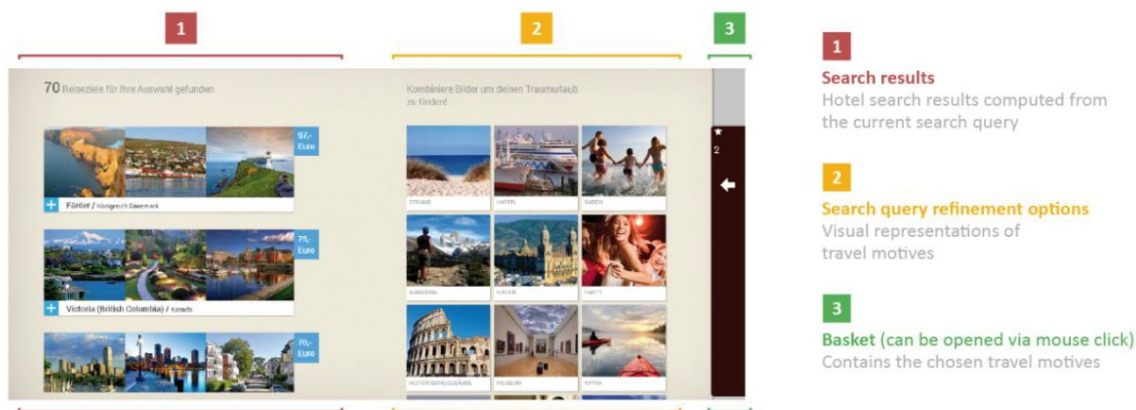 1
2
3
70 Reiseziele für Ihre Auswahl gefunden
97,-
Euro
+ Färöer / Königreich Dänemark
75,-
Euro
+ Victoria (British Columbia) / Kanada
70,-
Euro
Kombiniere Bilder um deinen Traumurlaub
zu finden!
STRAND
HAFEN
BADEN
WANDERN
KIRCHE
PARTY
MUSEUM
2
1
Search results
Hotel search results computed from
the current search query
2
Search query refinement options
Visual representations of
travel motives
3
Basket (can be opened via mouse click)
Contains the chosen travel motives